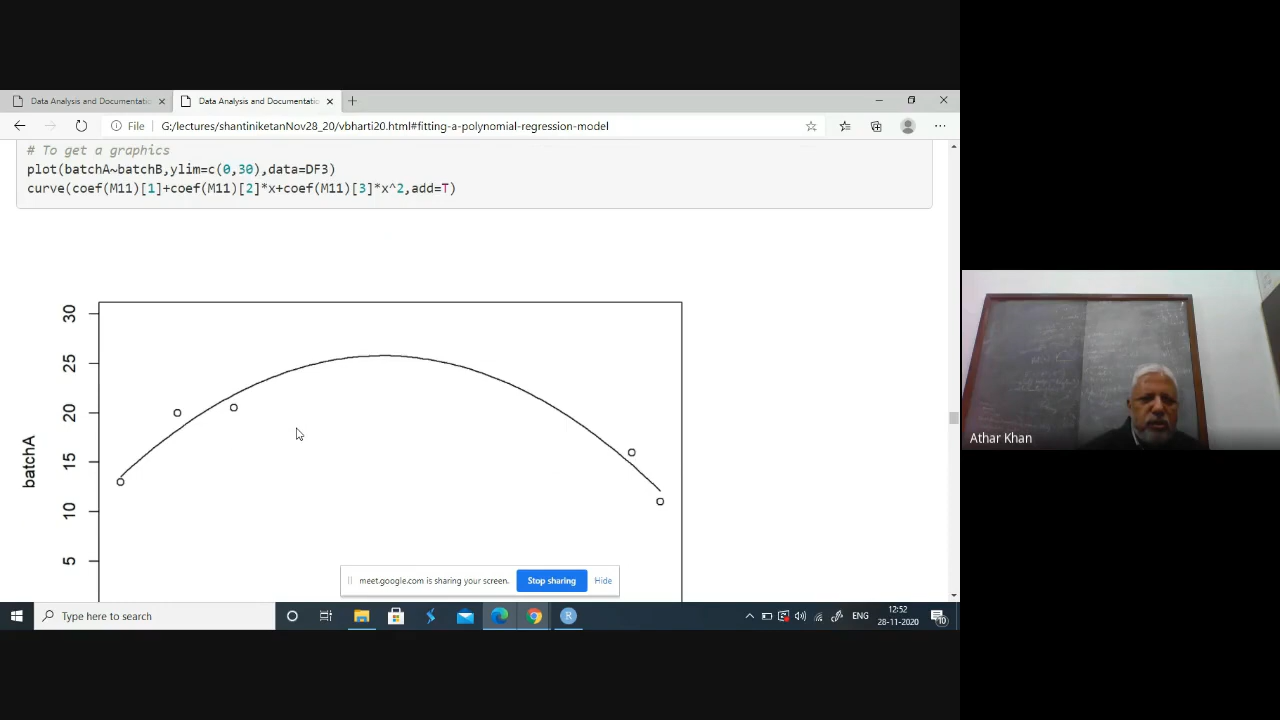 Data Analysis and Documentatic
Data Analysis and Documentatic
File G:/lectures/shantiniketanNov28_20/vbharti20.html#fitting-a-polynomial-regression-model
# To get a graphics
plot(batchA~batchB,ylim=c(0,30),data=DF3)
curve(coef(M11)[1]+coef(M11)[2]*x+coef(M11)[3]*x^2,add=T)
30
25
20
15
10
5
batchA
Athar Khan
meet.google.com is sharing your screen. Stop sharing Hide
Type here to search
R
ENG
12:52
28-11-2020
10